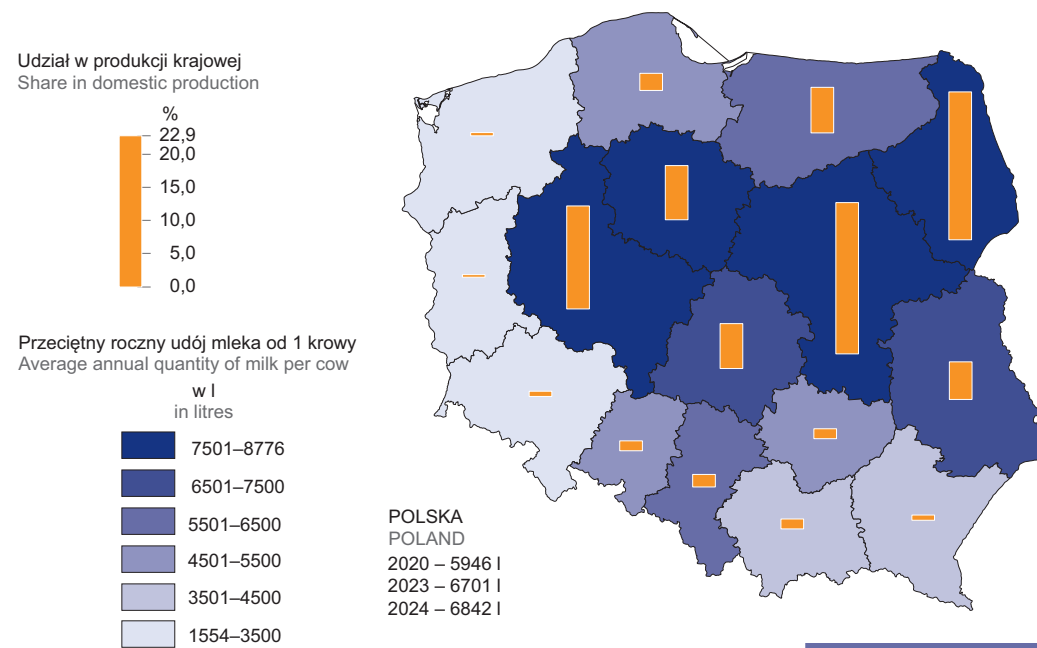 Udział w produkcji krajowej
Share in domestic production
%
22,9
20,0
15,0
10,0
5,0
0,0
Przeciętny roczny udój mleka od 1 krowy
Average annual quantity of milk per cow
w l
in litres
7501–8776
6501–7500
5501–6500
4501–5500
3501–4500
1554–3500
POLSKA
POLAND
2020 – 5946 l
2023 – 6701 l
2024 – 6842 l